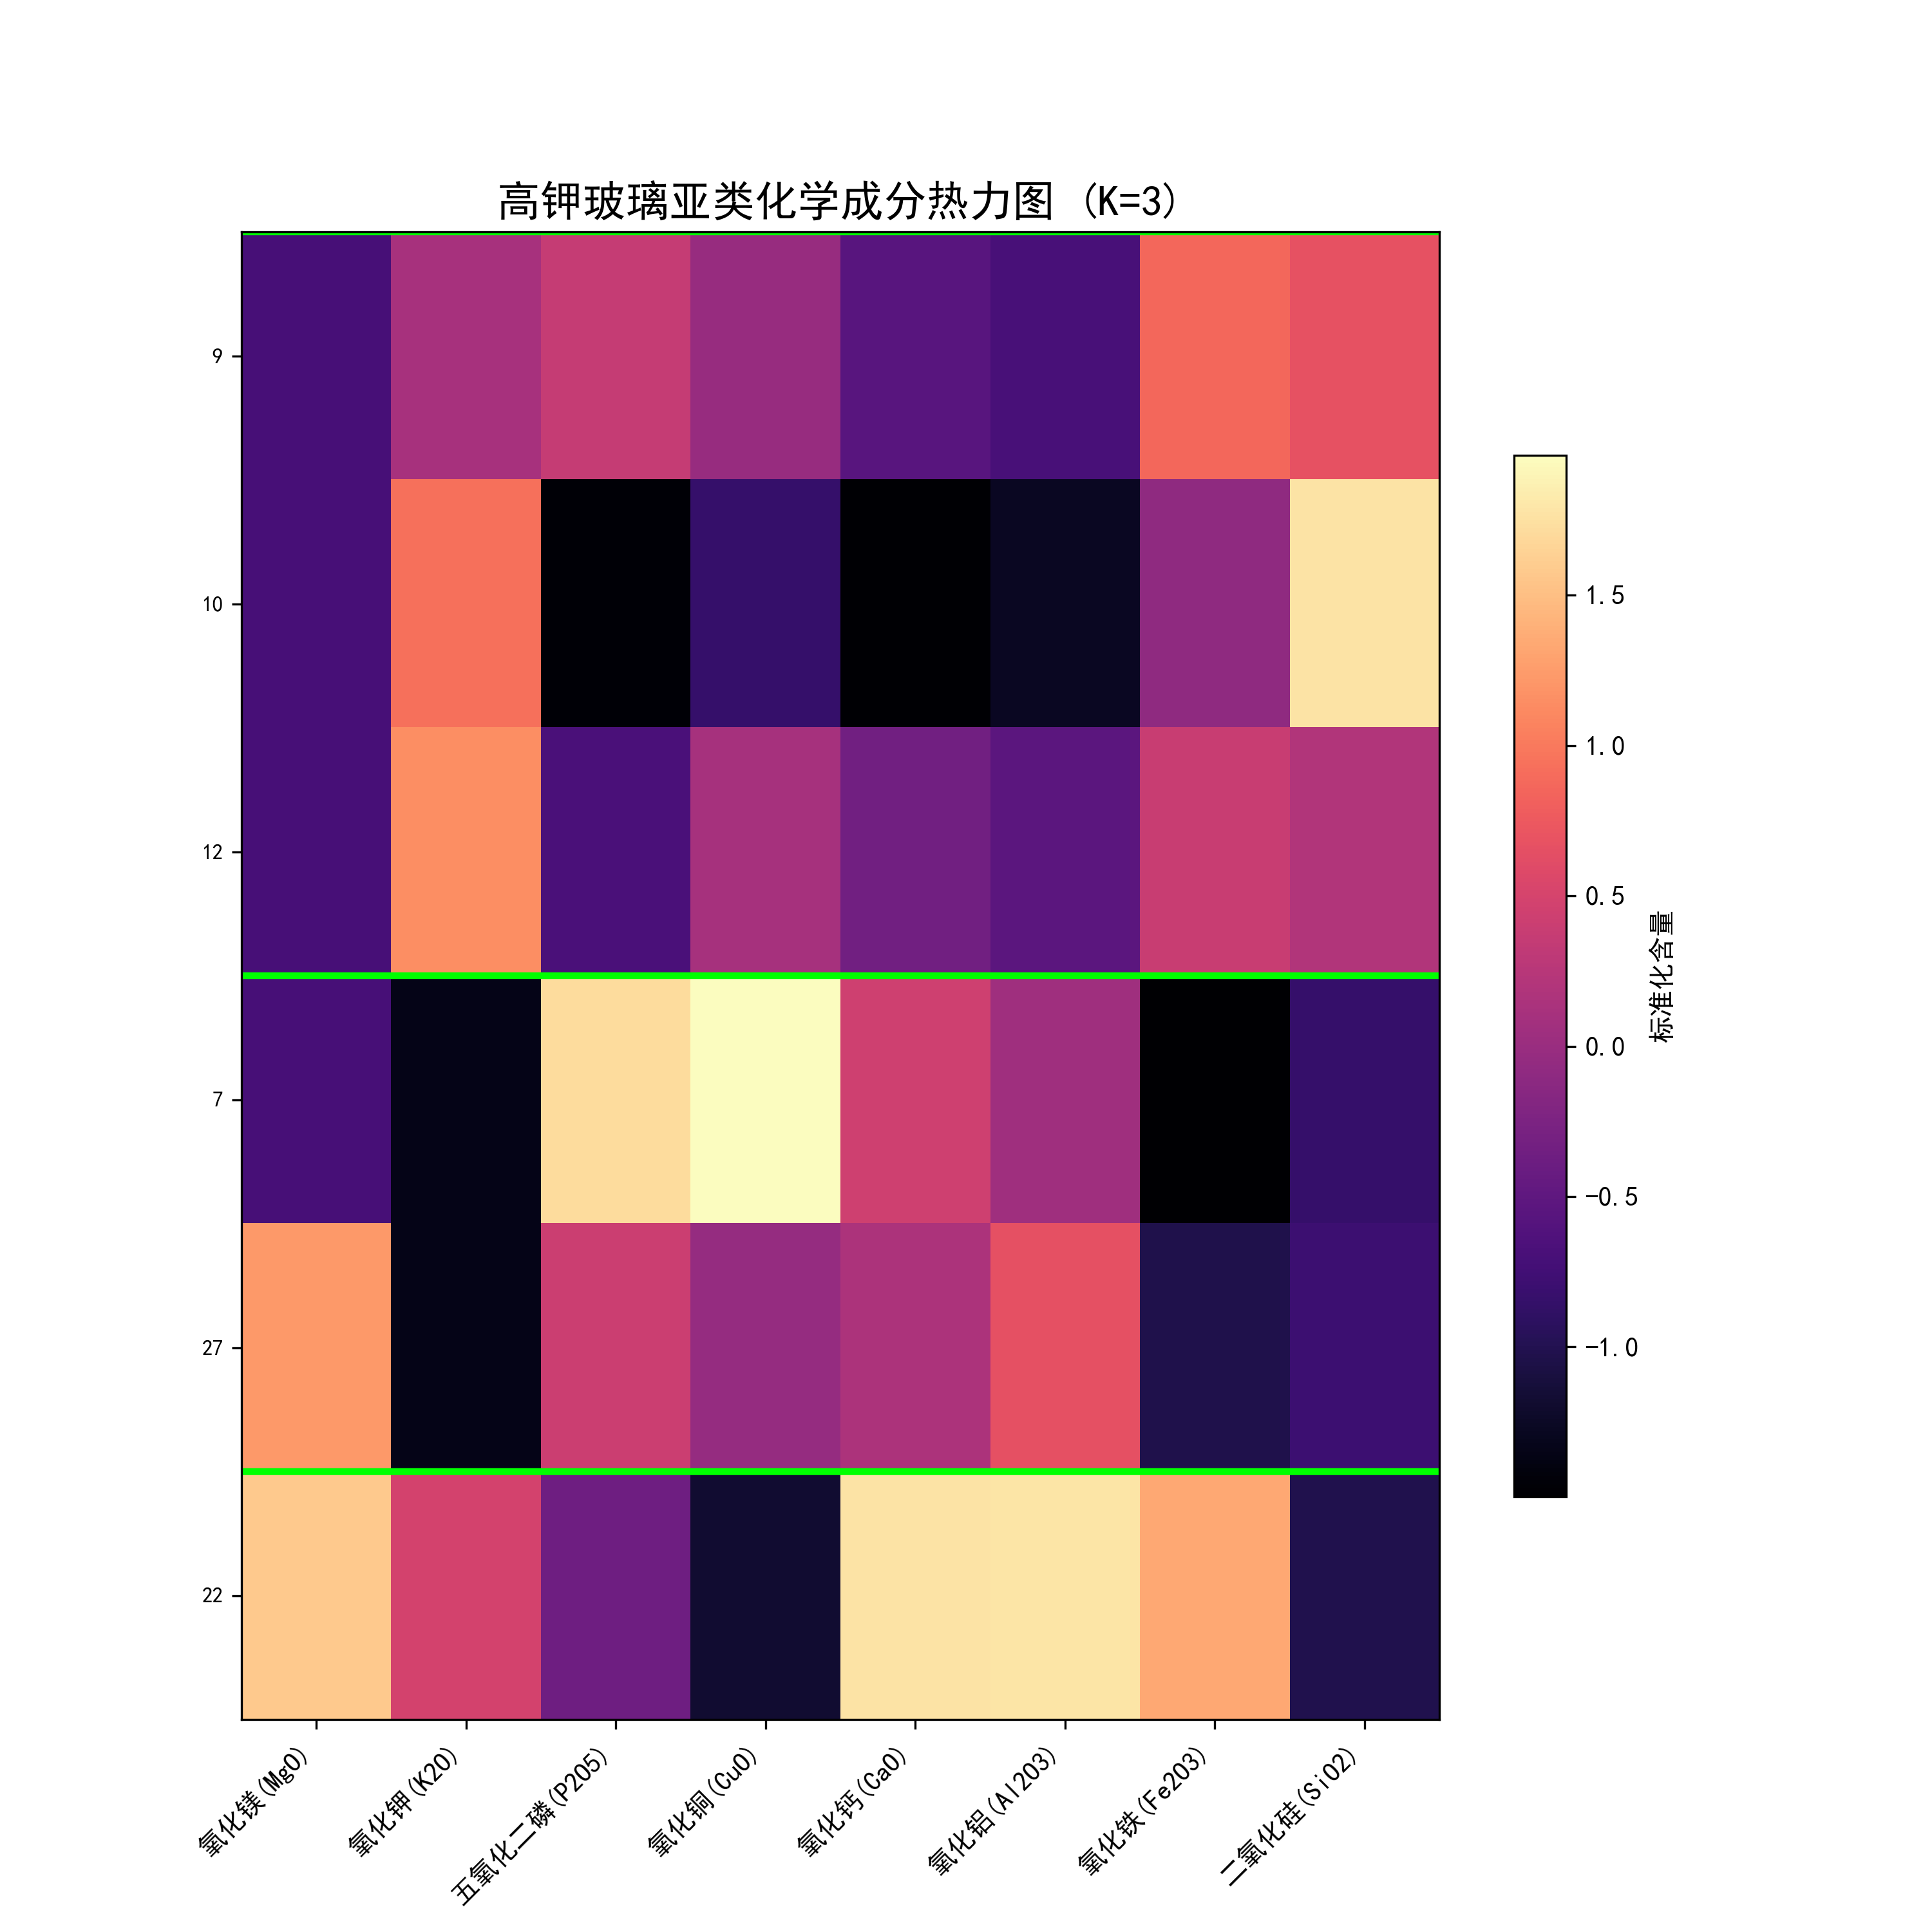 高钾玻璃亚类化学成分热力图 (K=3)
9
10
12
7
27
22
氧化镁(MgO)
氧化钾(K2O)
五氧化二磷(P2O5)
氧化铜(CuO)
氧化钙(CaO)
氧化铝(Al2O3)
氧化铁(Fe2O3)
二氧化硅(SiO2)
1.5
1.0
0.5
0.0
−0.5
−1.0
标准化含量